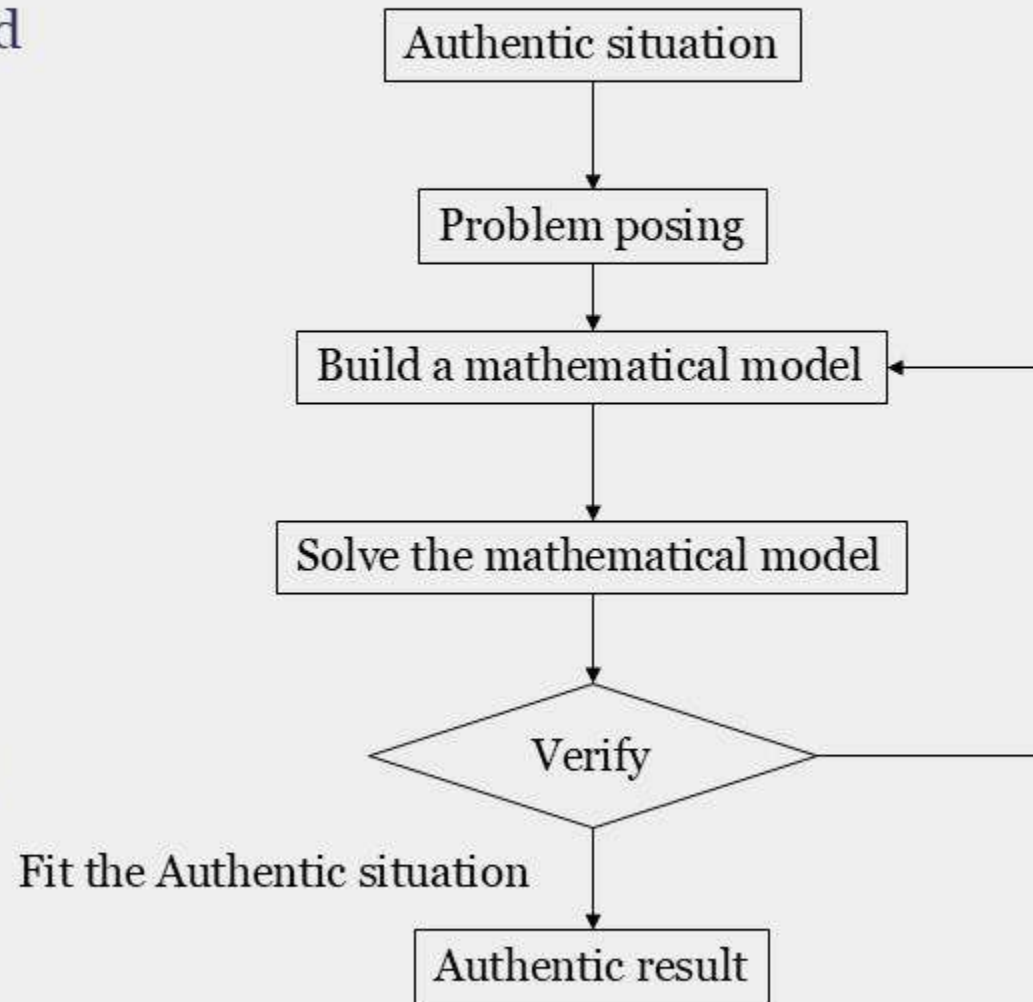 d
Authentic situation
Problem posing
Build a mathematical model
Solve the mathematical model
Verify
Fit the Authentic situation
Authentic result